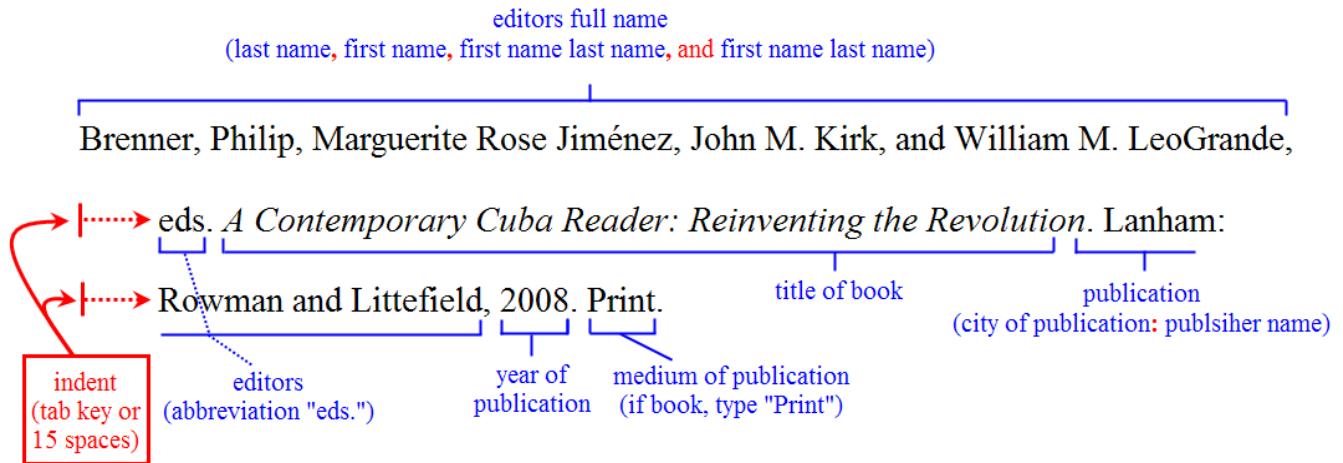 editors full name
(last name, first name, first name last name, and first name last name)
Brenner, Philip, Marguerite Rose Jiménez, John M. Kirk, and William M. LeoGrande,
eds. A Contemporary Cuba Reader: Reinventing the Revolution. Lanham:
title of book
publication
(city of publication: publsiher name)
Rowman and Littefield, 2008. Print.
editors
(abbreviation "eds.")
year of
publication
medium of publication
(if book, type "Print")
indent
(tab key or
15 spaces)